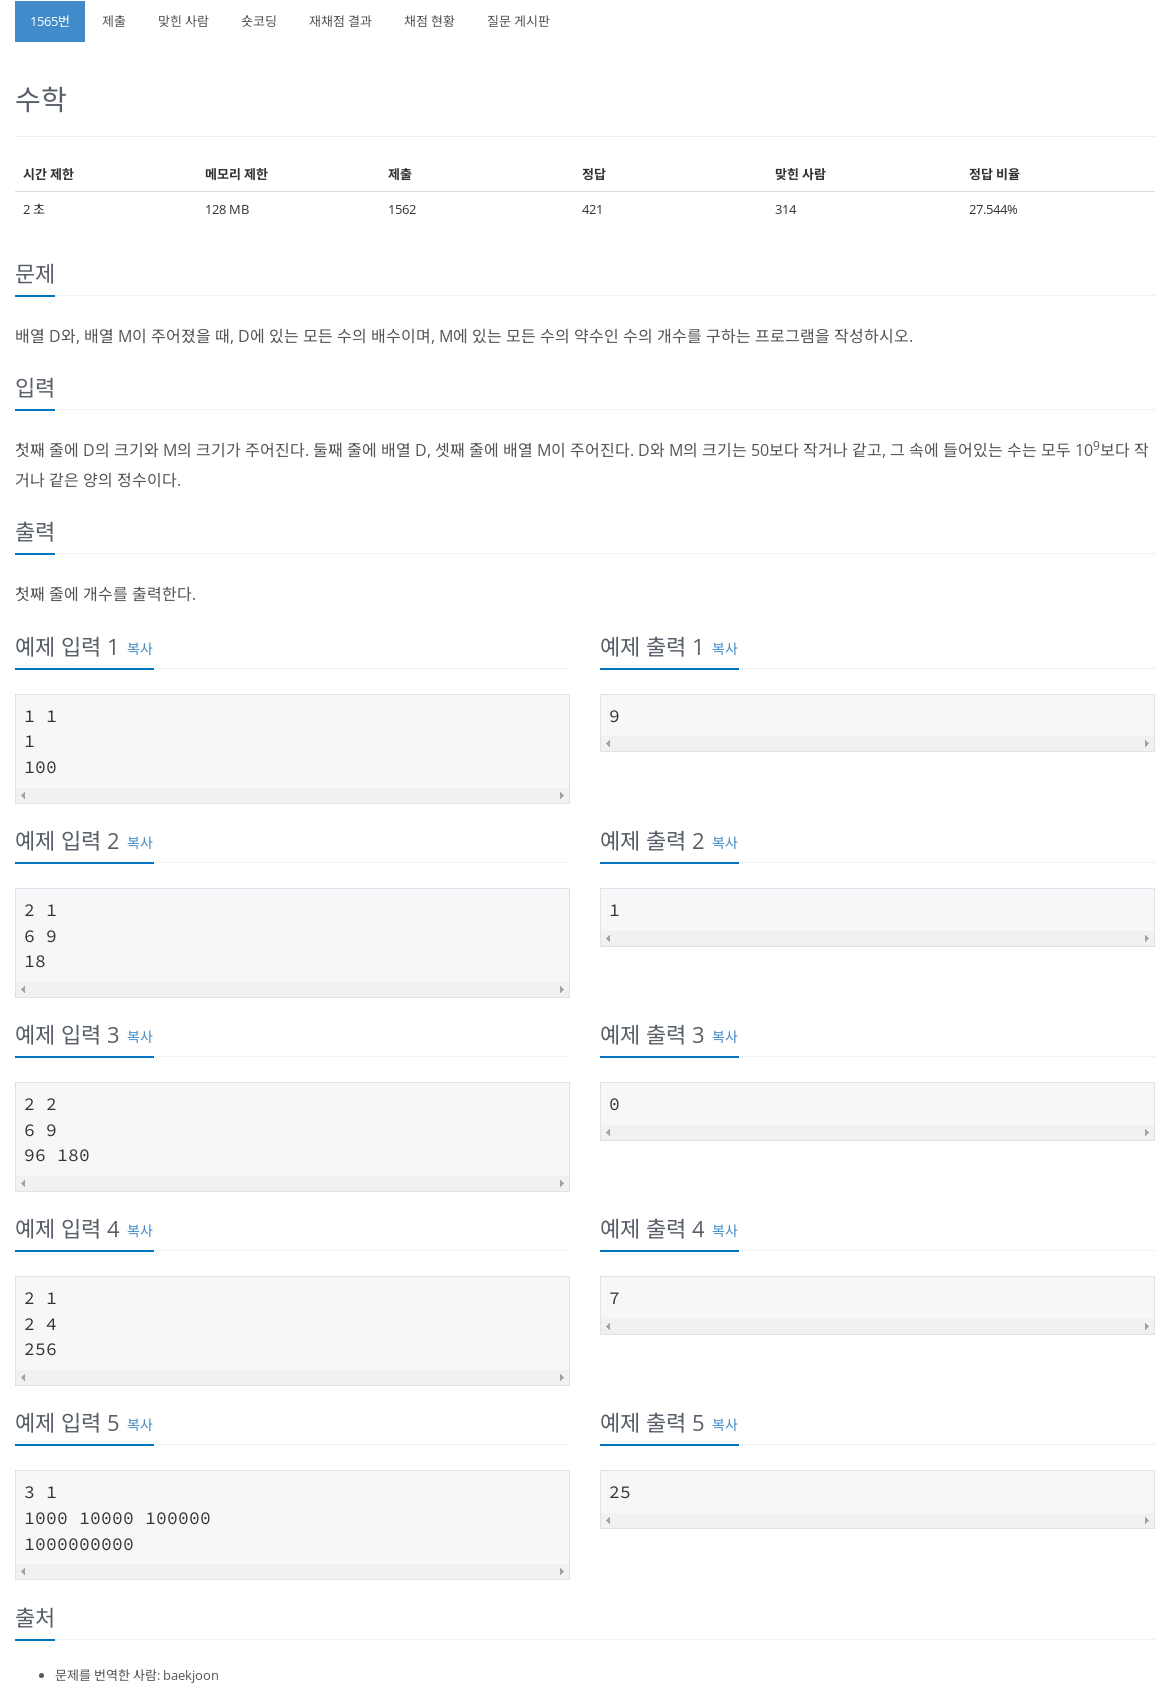 1565번 제출 맞힌 사람 숏코딩 재채점 결과 채점 현황 질문 게시판
수학
시간 제한 메모리 제한 제출 정답 맞힌 사람 정답 비율
2 초 128 MB 1562 421 314 27.544%
문제
배열 D와, 배열 M이 주어졌을 때, D에 있는 모든 수의 배수이며, M에 있는 모든 수의 약수인 수의 개수를 구하는 프로그램을 작성하시오.
입력
첫째 줄에 D의 크기와 M의 크기가 주어진다. 둘째 줄에 배열 D, 셋째 줄에 배열 M이 주어진다. D와 M의 크기는 50보다 작거나 같고, 그 속에 들어있는 수는 모두 10⁹보다 작
거나 같은 양의 정수이다.
출력
첫째 줄에 개수를 출력한다.
예제 입력 1 복사
1 1
1
100
예제 출력 1 복사
9
예제 입력 2 복사
2 1
6 9
18
예제 출력 2 복사
1
예제 입력 3 복사
2 2
6 9
96 180
예제 출력 3 복사
0
예제 입력 4 복사
2 1
2 4
256
예제 출력 4 복사
7
예제 입력 5 복사
3 1
1000 10000 100000
1000000000
예제 출력 5 복사
25
출처
문제를 번역한 사람: baekjoon